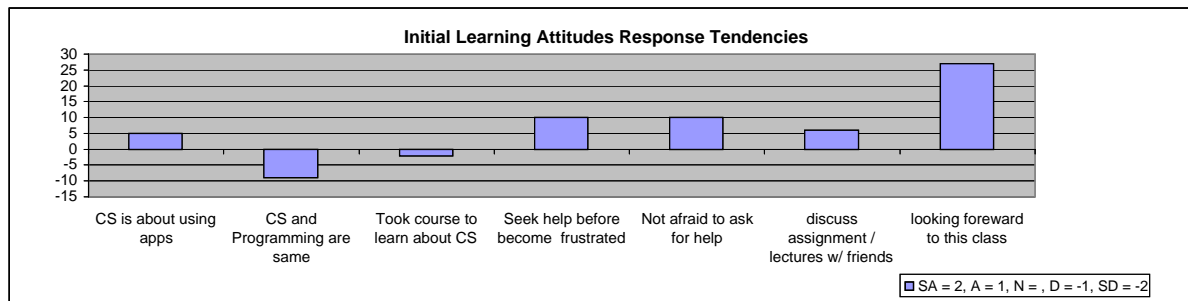 Initial Learning Attitudes Response Tendencies
30
25
20
15
10
5
0
-5
-10
-15
CS is about using
apps
CS and
Programming are
same
Took course to
learn about CS
Seek help before
become frustrated
Not afraid to ask
for help
discuss
assignment /
lectures w/ friends
looking foreward
to this class
SA = 2, A = 1, N = , D = -1, SD = -2